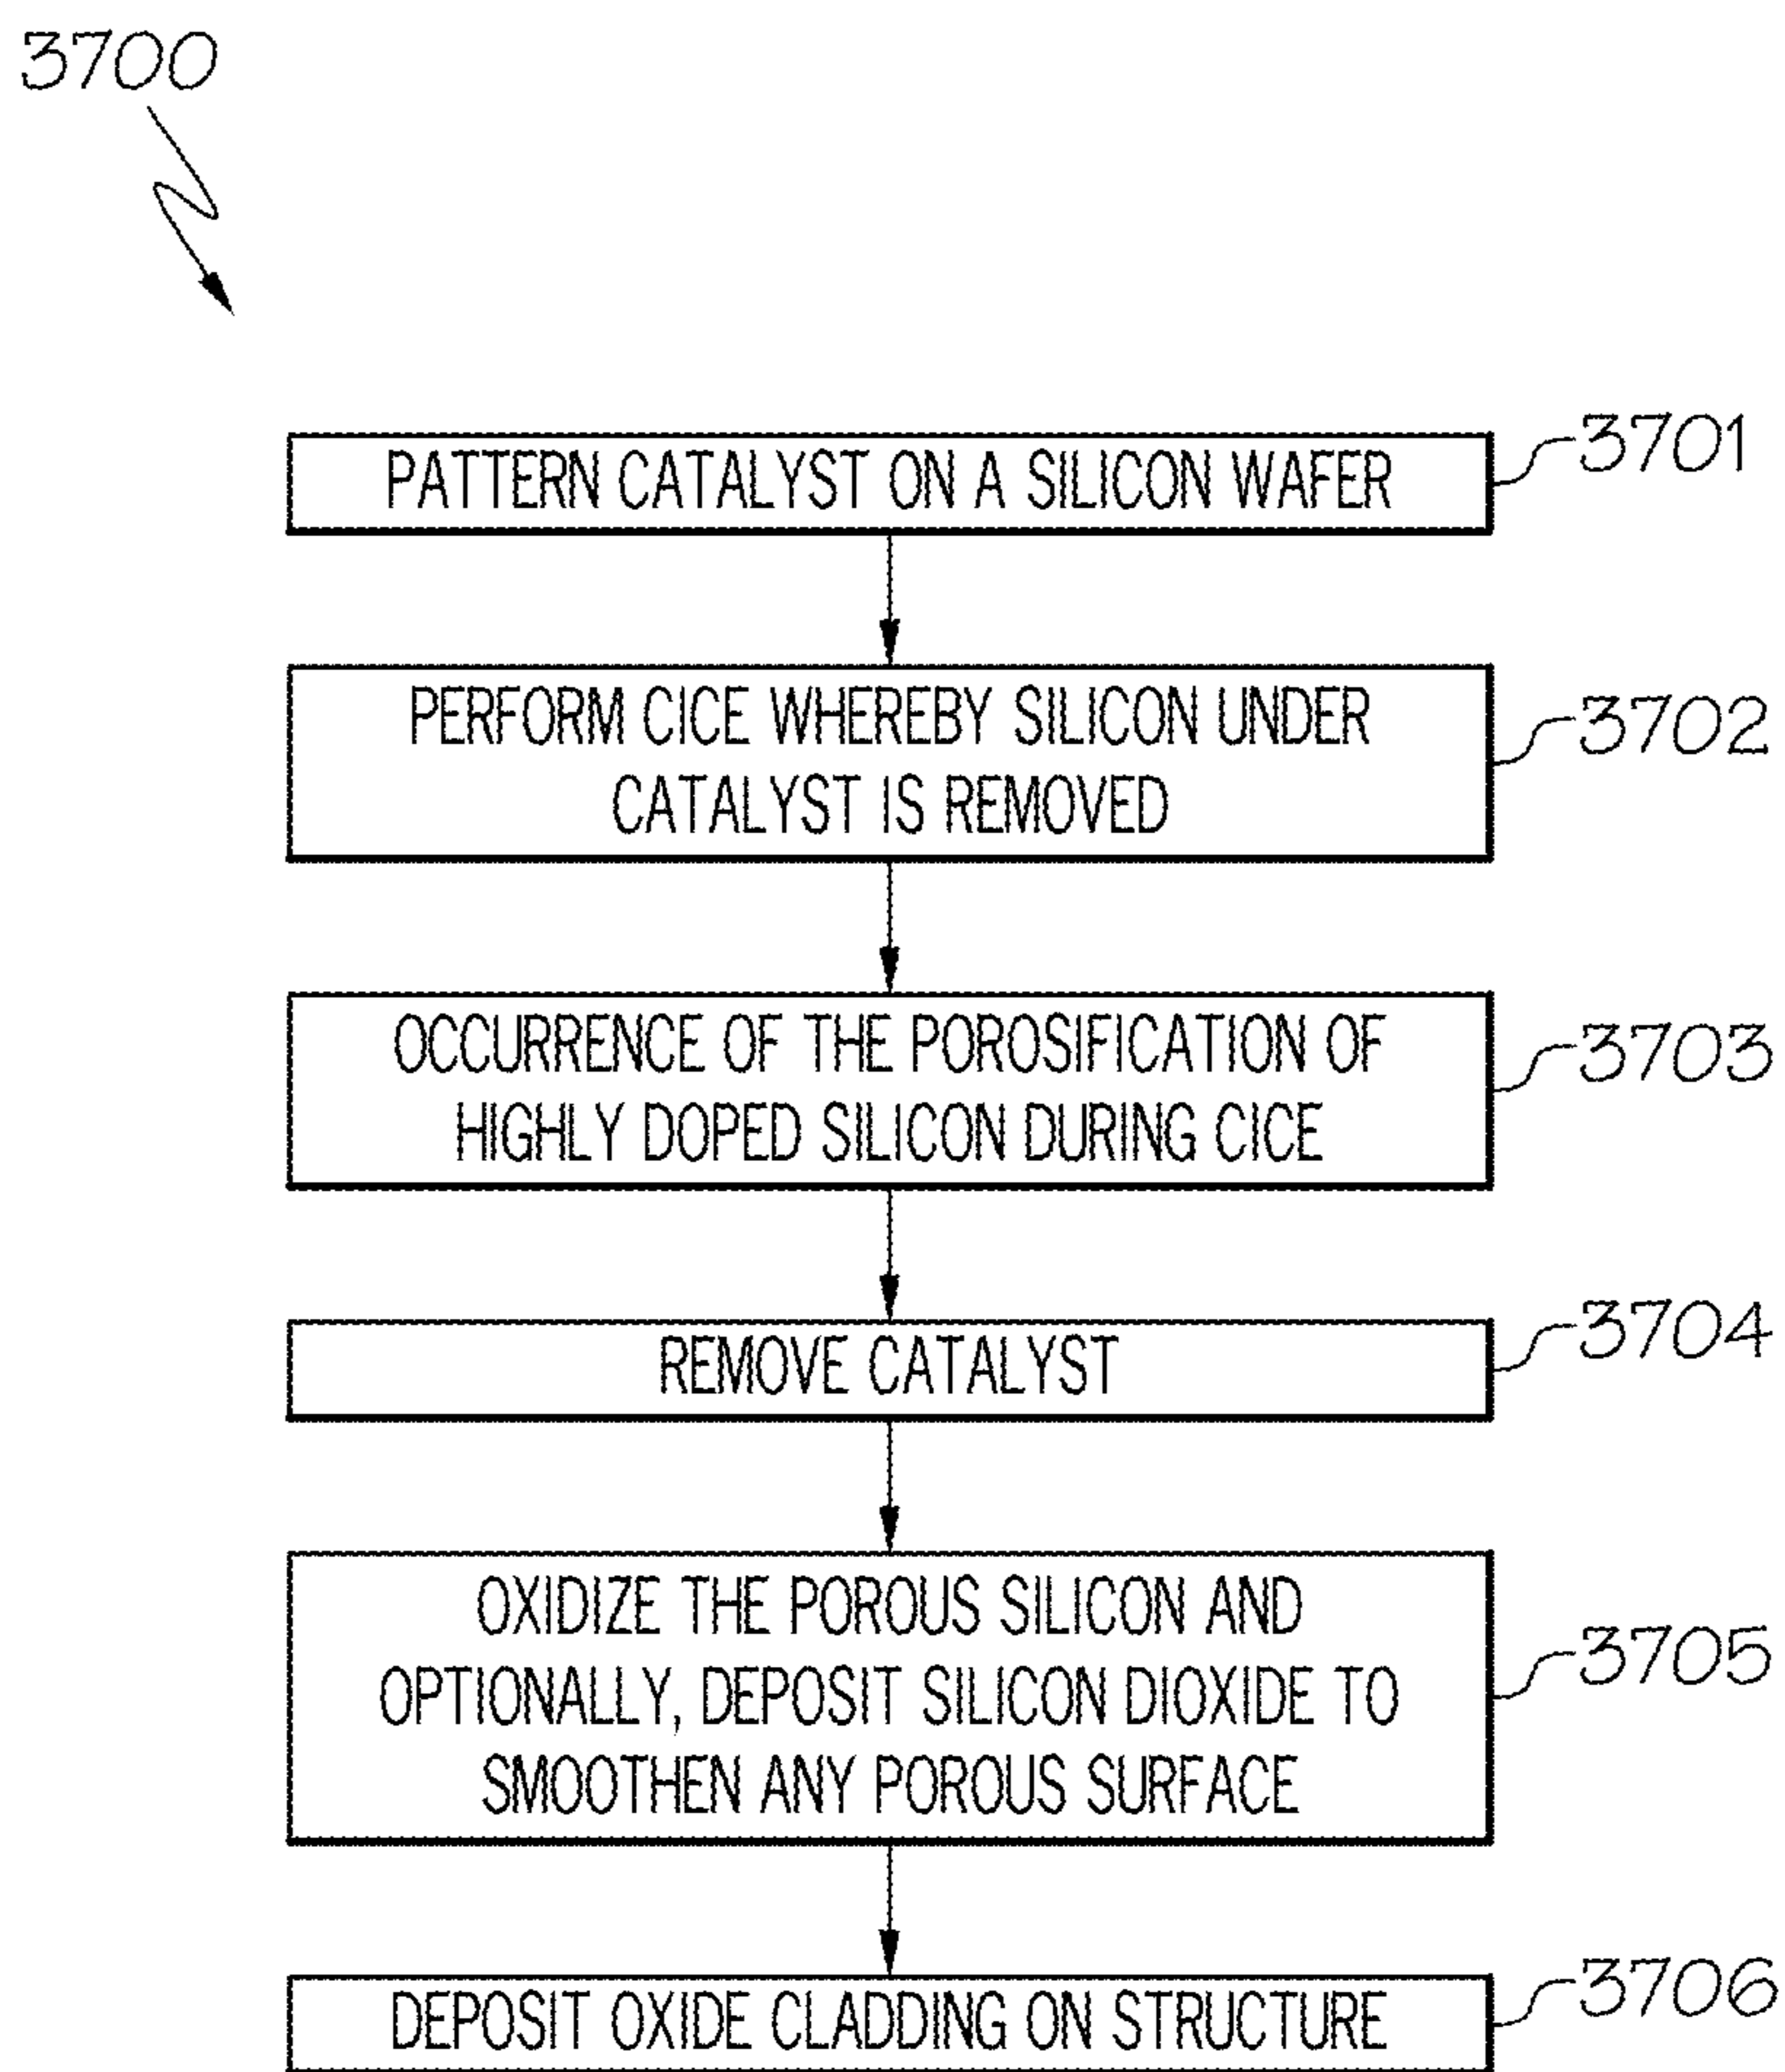 3700
PATTERN CATALYST ON A SILICON WAFER
3701
PERFORM CICE WHEREBY SILICON UNDER
CATALYST IS REMOVED
3702
OCCURRENCE OF THE POROSIFICATION OF
HIGHLY DOPED SILICON DURING CICE
3703
REMOVE CATALYST
3704
OXIDIZE THE POROUS SILICON AND
OPTIONALLY, DEPOSIT SILICON DIOXIDE TO
SMOOTHEN ANY POROUS SURFACE
3705
DEPOSIT OXIDE CLADDING ON STRUCTURE
3706